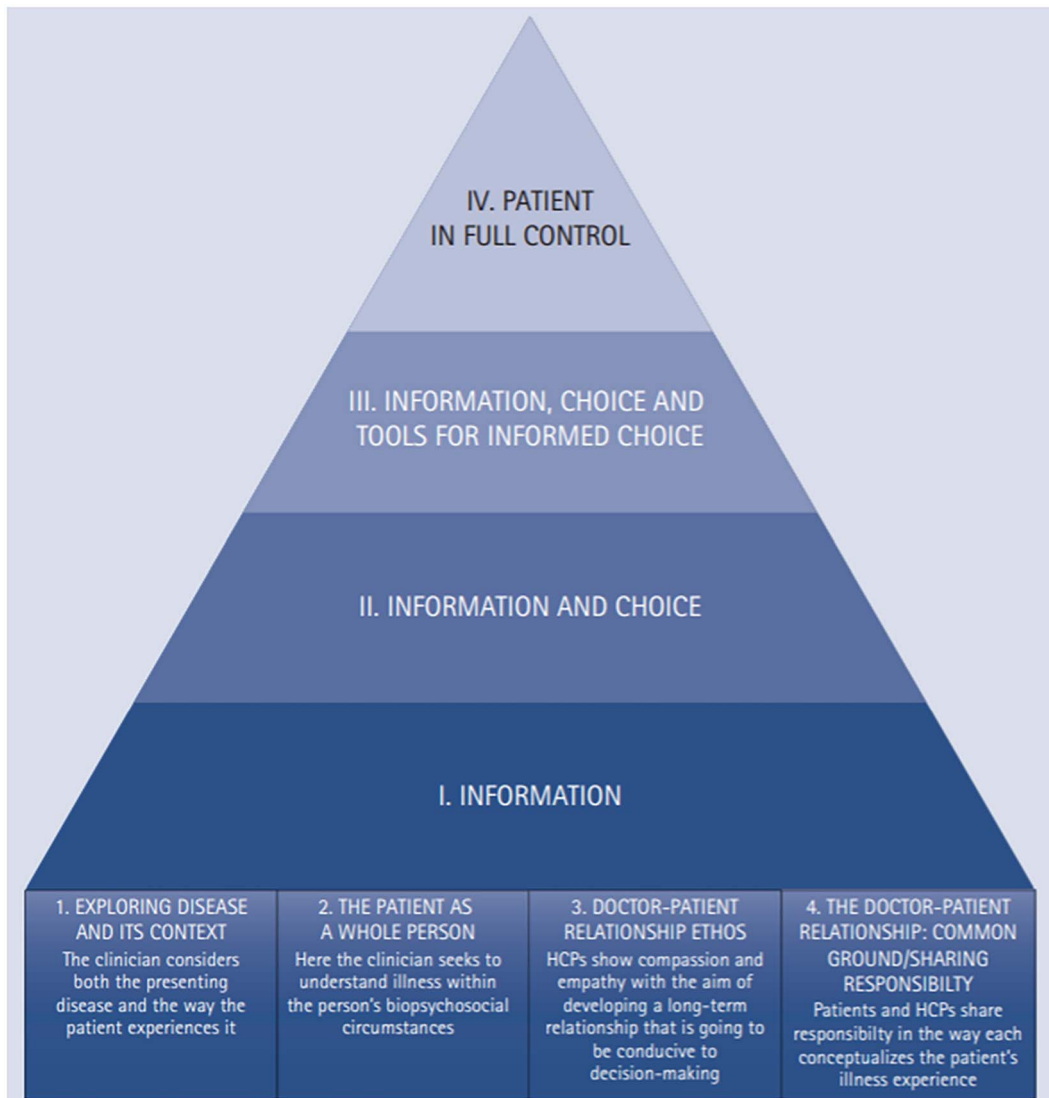 IV. PATIENT
IN FULL CONTROL
III. INFORMATION, CHOICE AND
TOOLS FOR INFORMED CHOICE
II. INFORMATION AND CHOICE
I. INFORMATION
1. EXPLORING DISEASE
AND ITS CONTEXT
The clinician considers
both the presenting
disease and the way the
patient experiences it
2. THE PATIENT AS
A WHOLE PERSON
Here the clinician seeks to
understand illness within
the person's biopsychosocial
circumstances
3. DOCTOR-PATIENT
RELATIONSHIP ETHOS
HCPs show compassion and
empathy with the aim of
developing a long-term
relationship that is going to
be conducive to
decision-making
4. THE DOCTOR-PATIENT
RELATIONSHIP: COMMON
GROUND/SHARING
RESPONSIBILTY
Patients and HCPs share
responsibilty in the way each
conceptualizes the patient's
illness experience